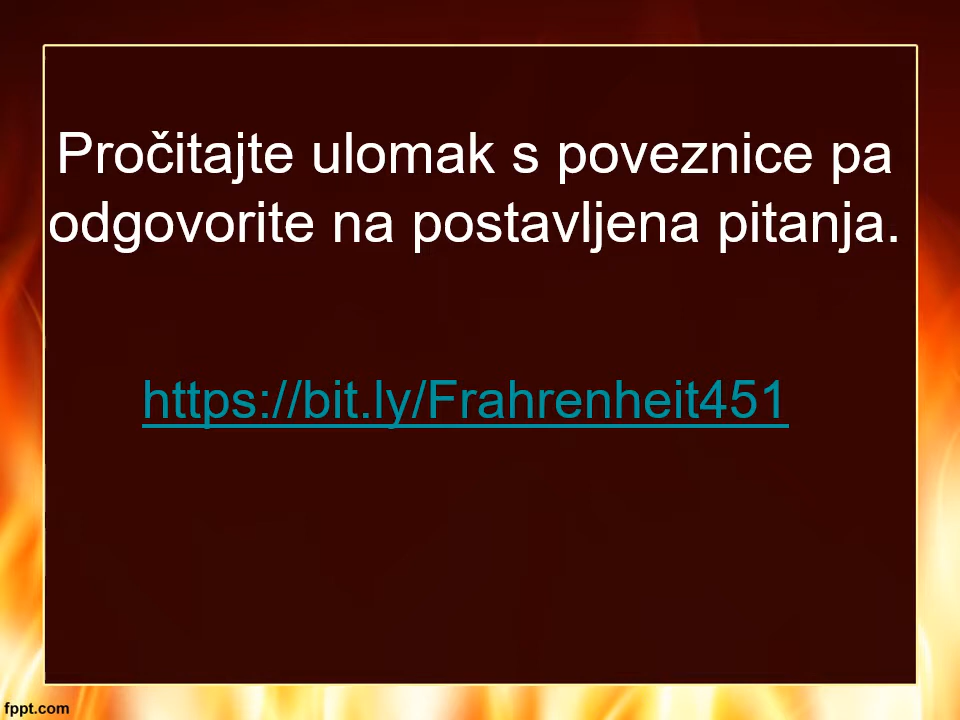 Pročitajte ulomak s poveznice pa
odgovorite na postavljena pitanja.
https://bit.ly/Frahrenheit451
fppt.com